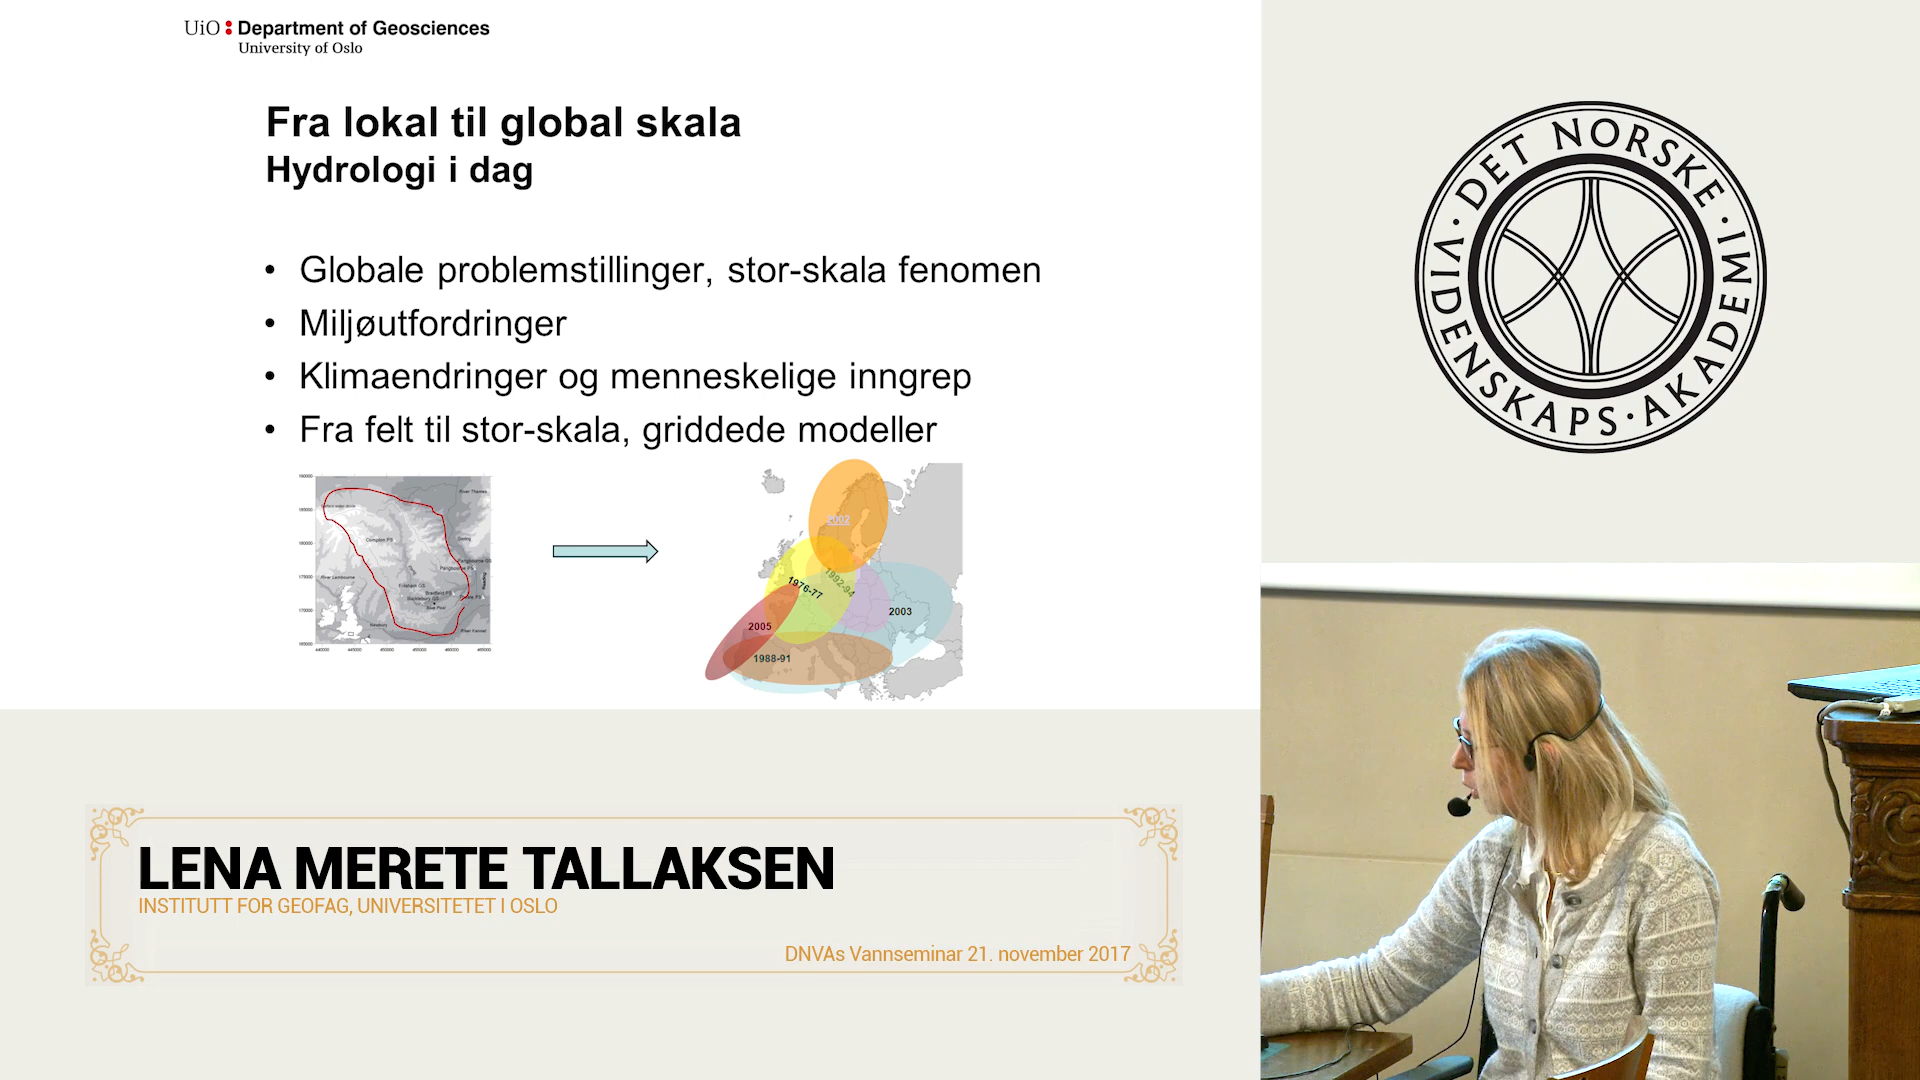 UiO Department of Geosciences
University of Oslo
Fra lokal til global skala
Hydrologi i dag
• Globale problemstillinger, stor-skala fenomen
• Miljøutfordringer
• Klimaendringer og menneskelige inngrep
• Fra felt til stor-skala, griddede modeller
2002
1992-94
1976-77
2003
2005
1988-91
DET NORSKE · VIDENSKAPS · AKADEMI ·
LENA MERETE TALLAKSEN
INSTITUTT FOR GEOFAG, UNIVERSITETET I OSLO
DNVAs Vannseminar 21. november 2017